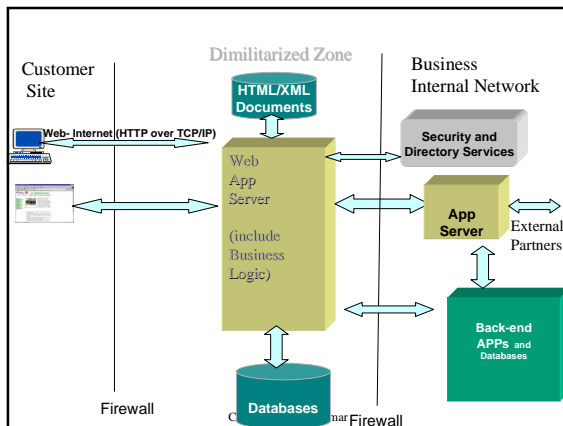 Dimilitarized Zone
Customer
Site
Business
Internal Network
HTML/XML
Documents
Web- Internet (HTTP over TCP/IP)
Security and
Directory Services
Web
App
Server
(include
Business
Logic)
App
Server
External
Partners
Back-end
APPs and
Databases
Databases
Firewall
Firewall